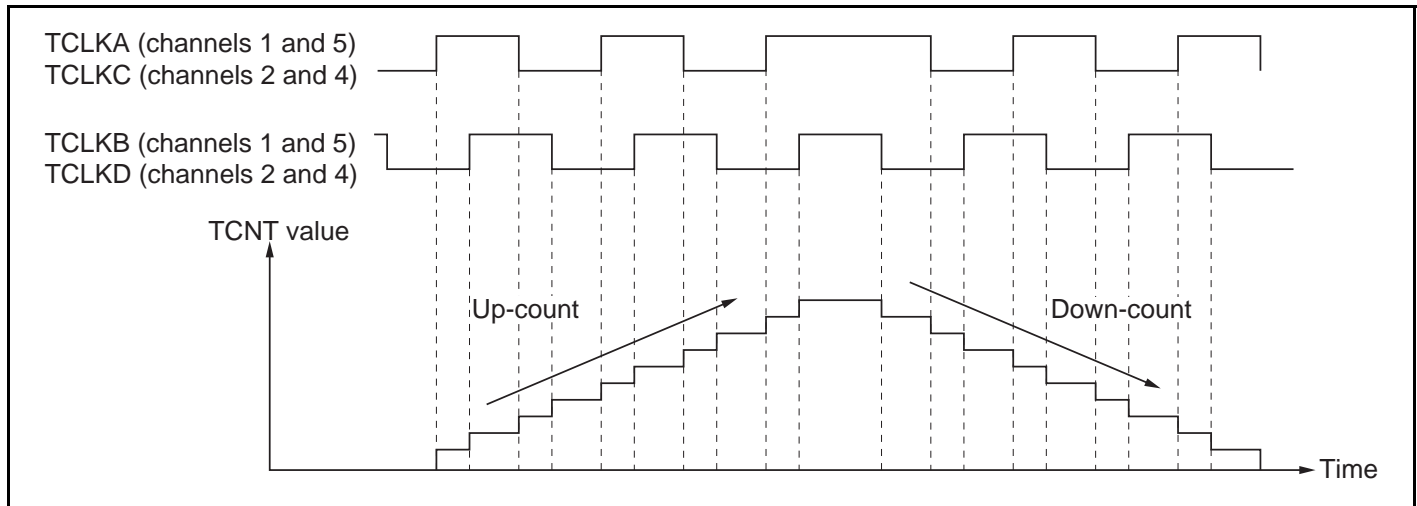 TCLKA (channels 1 and 5)
TCLKC (channels 2 and 4)
TCLKB (channels 1 and 5)
TCLKD (channels 2 and 4)
TCNT value
Up-count
Down-count
Time